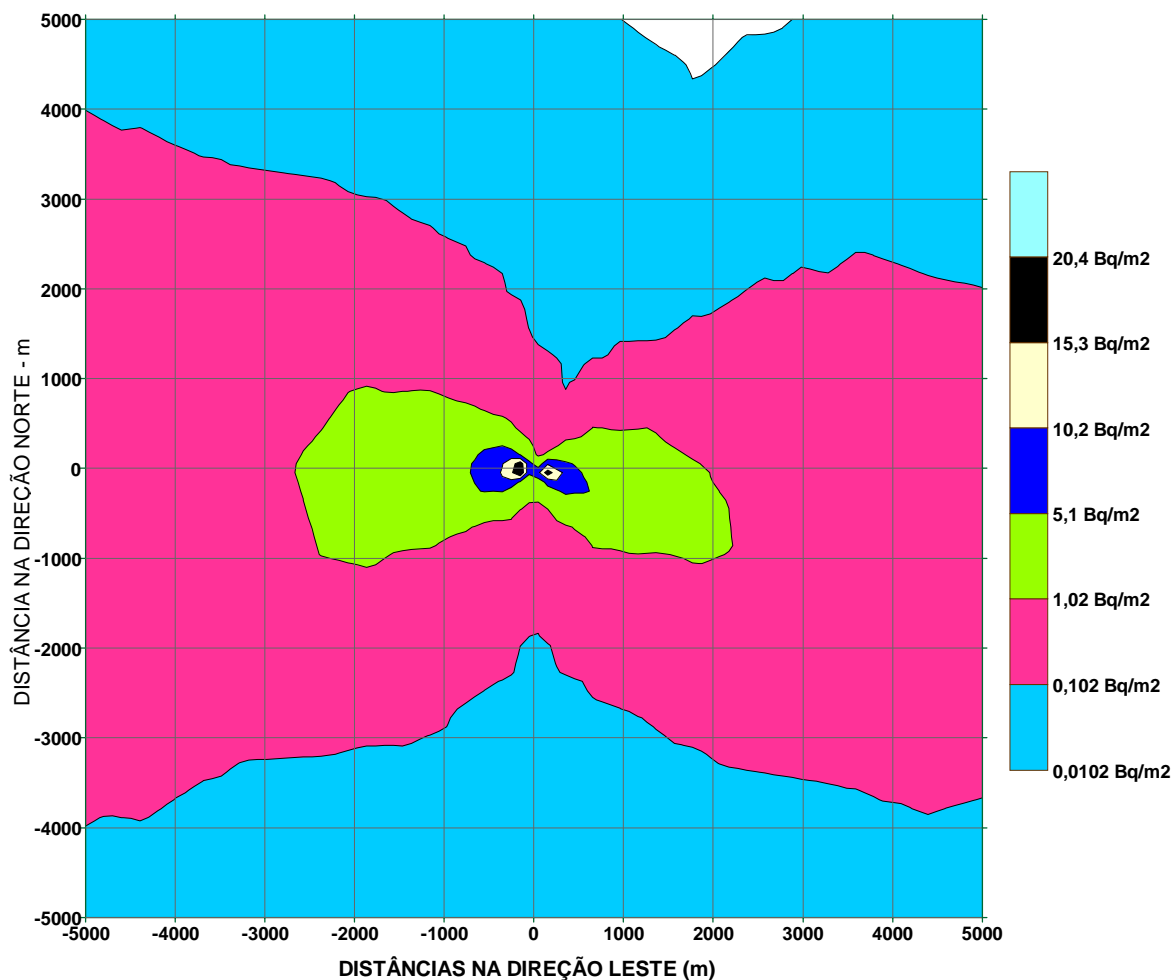 5000
4000
3000
2000
1000
0
-1000
-2000
-3000
-4000
-5000
DISTÂNCIA NA DIREÇÃO NORTE - m
-5000 -4000 -3000 -2000 -1000 0 1000 2000 3000 4000 5000
DISTÂNCIAS NA DIREÇÃO LESTE (m)
20,4 Bq/m2
15,3 Bq/m2
10,2 Bq/m2
5,1 Bq/m2
1,02 Bq/m2
0,102 Bq/m2
0,0102 Bq/m2